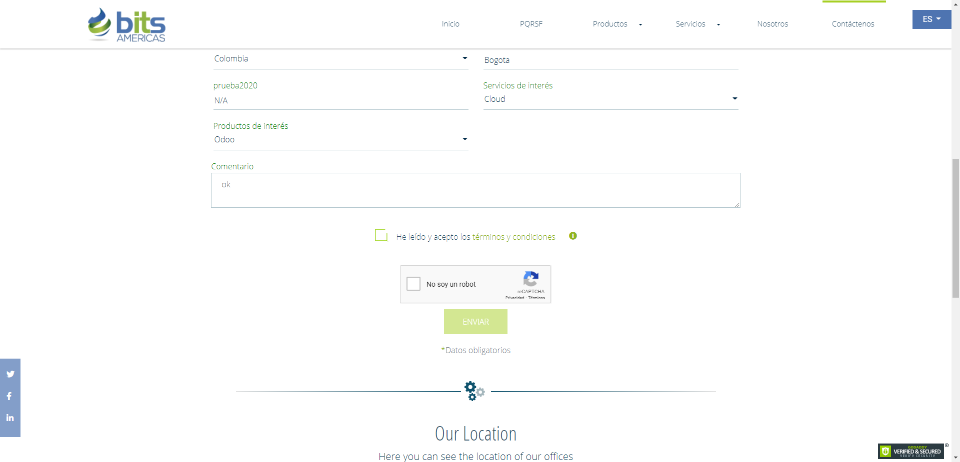 bits
AMERICAS
Inicio
PQRSF
Productos
Servicios
Nosotros
Contáctenos
ES
Colombia
Bogota
prueba2020
Servicios de interés
N/A
Cloud
Productos de interés
Odoo
Comentario
ok
He leído y acepto los términos y condiciones
No soy un robot
reCAPTCHA
Privacidad - Términos
ENVIAR
*Datos obligatorios
Our Location
Here you can see the location of our offices
VERIFIED & SECURED